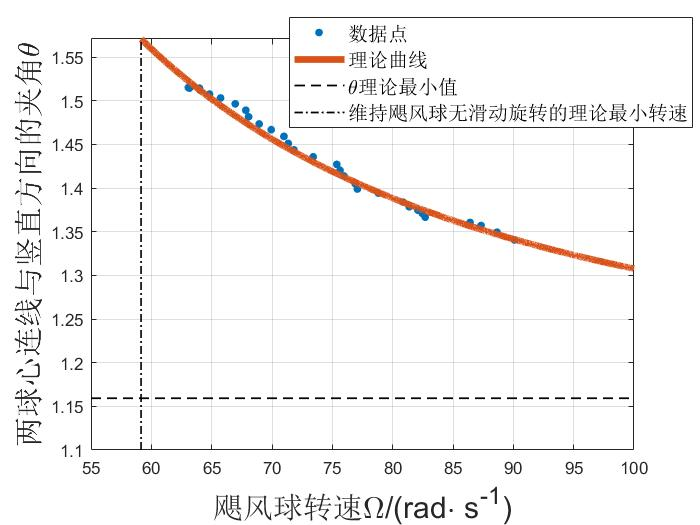 数据点
理论曲线
θ理论最小值
维持飓风球无滑动旋转的理论最小转速
两球心连线与竖直方向的夹角θ
1.55
1.5
1.45
1.4
1.35
1.3
1.25
1.2
1.15
1.1
55 60 65 70 75 80 85 90 95 100
飓风球转速Ω/(rad· s⁻¹)